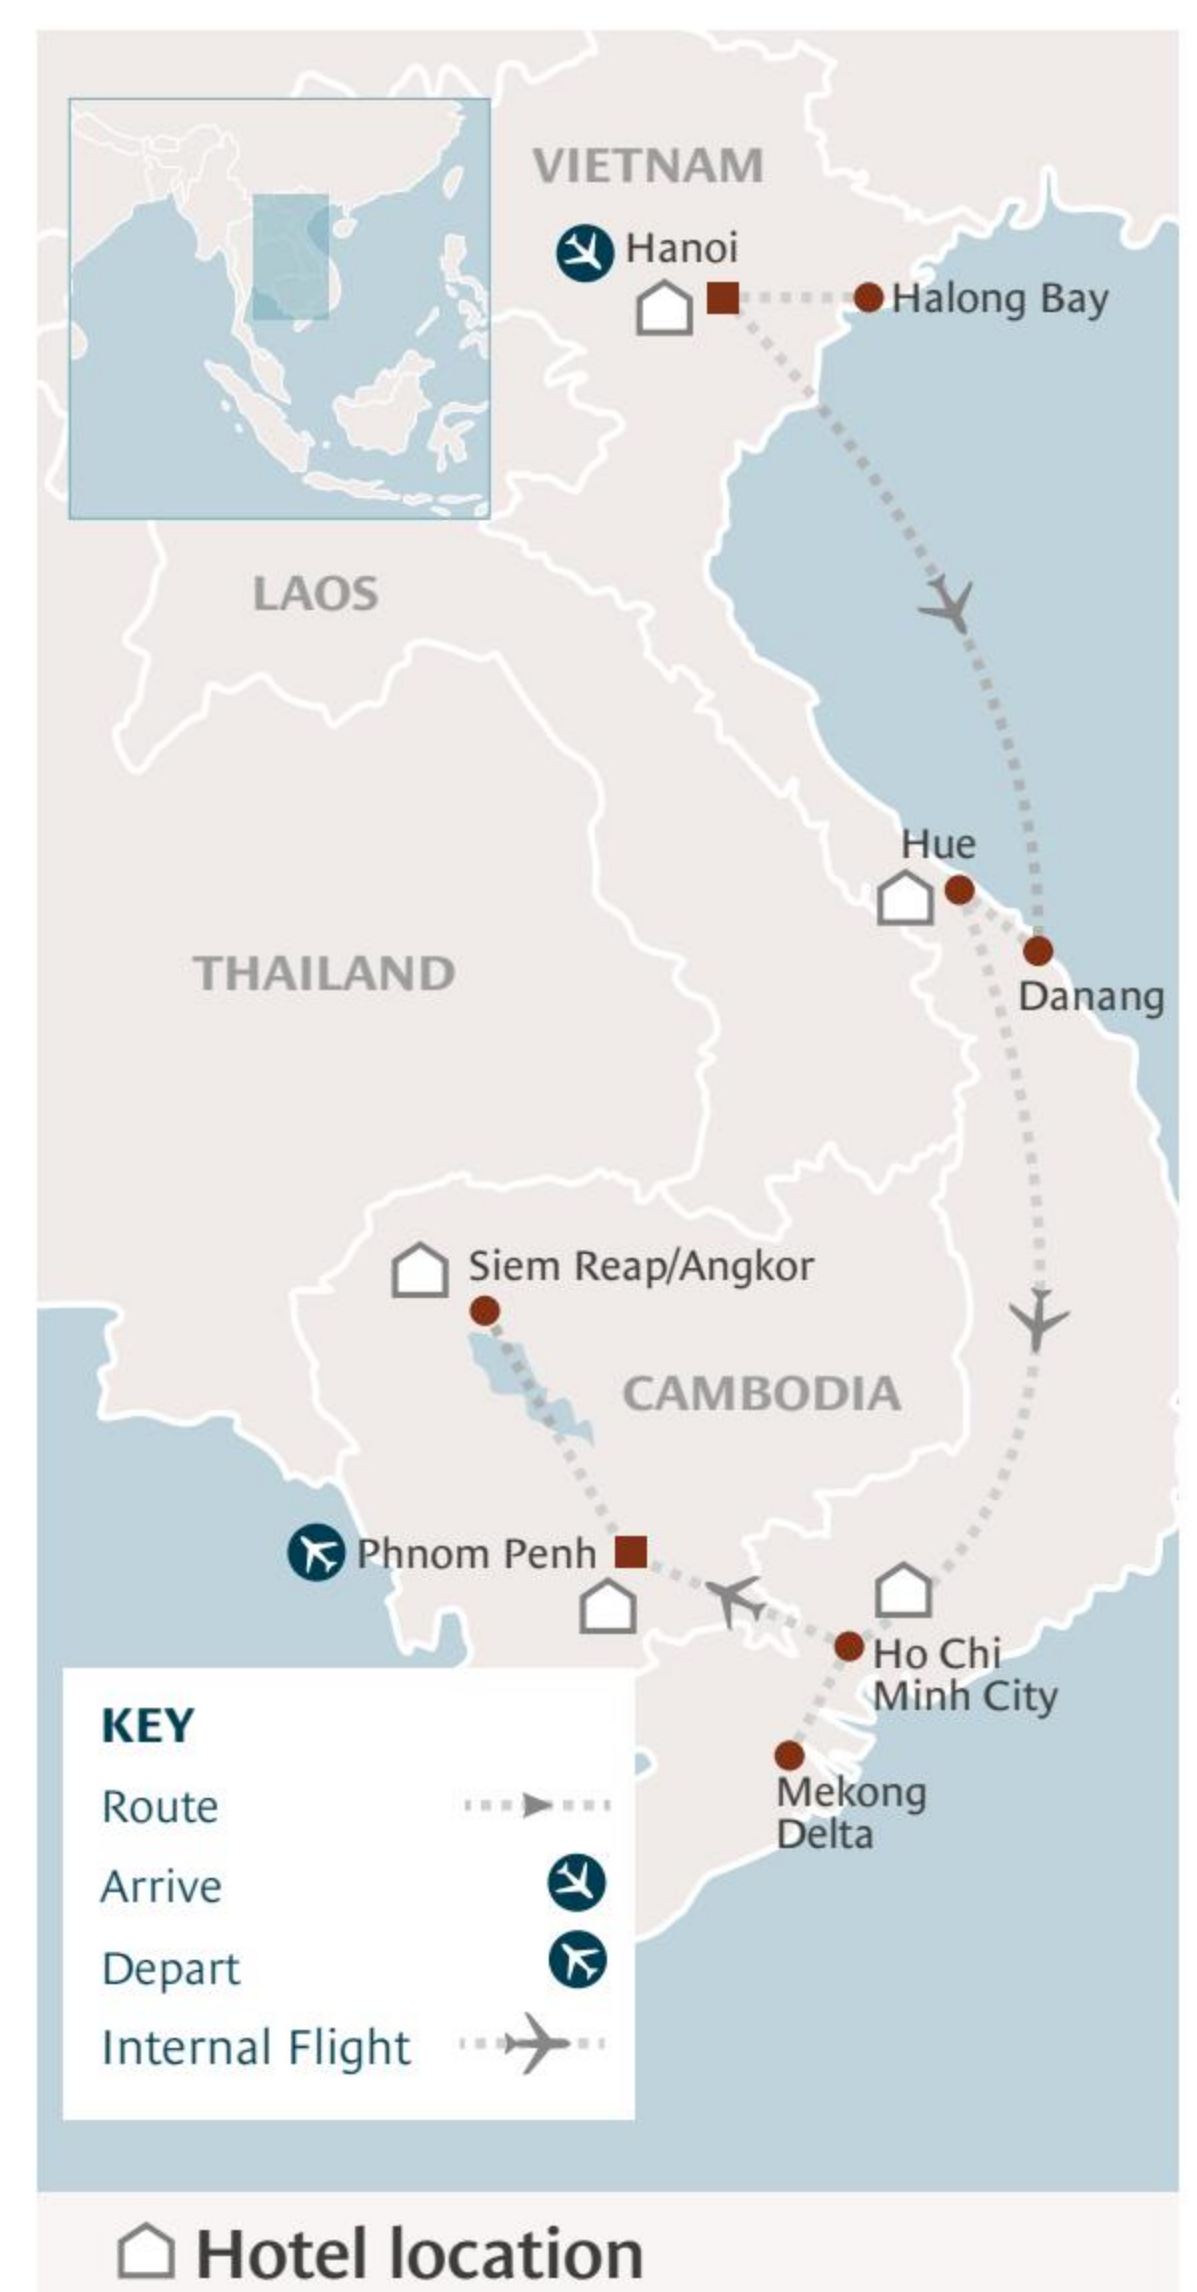 VIETNAM
Hanoi
Halong Bay
LAOS
Hue
THAILAND
Danang
Siem Reap/Angkor
CAMBODIA
Phnom Penh
Ho Chi
Minh City
Mekong
Delta
KEY
Route
Arrive
Depart
Internal Flight
Hotel location